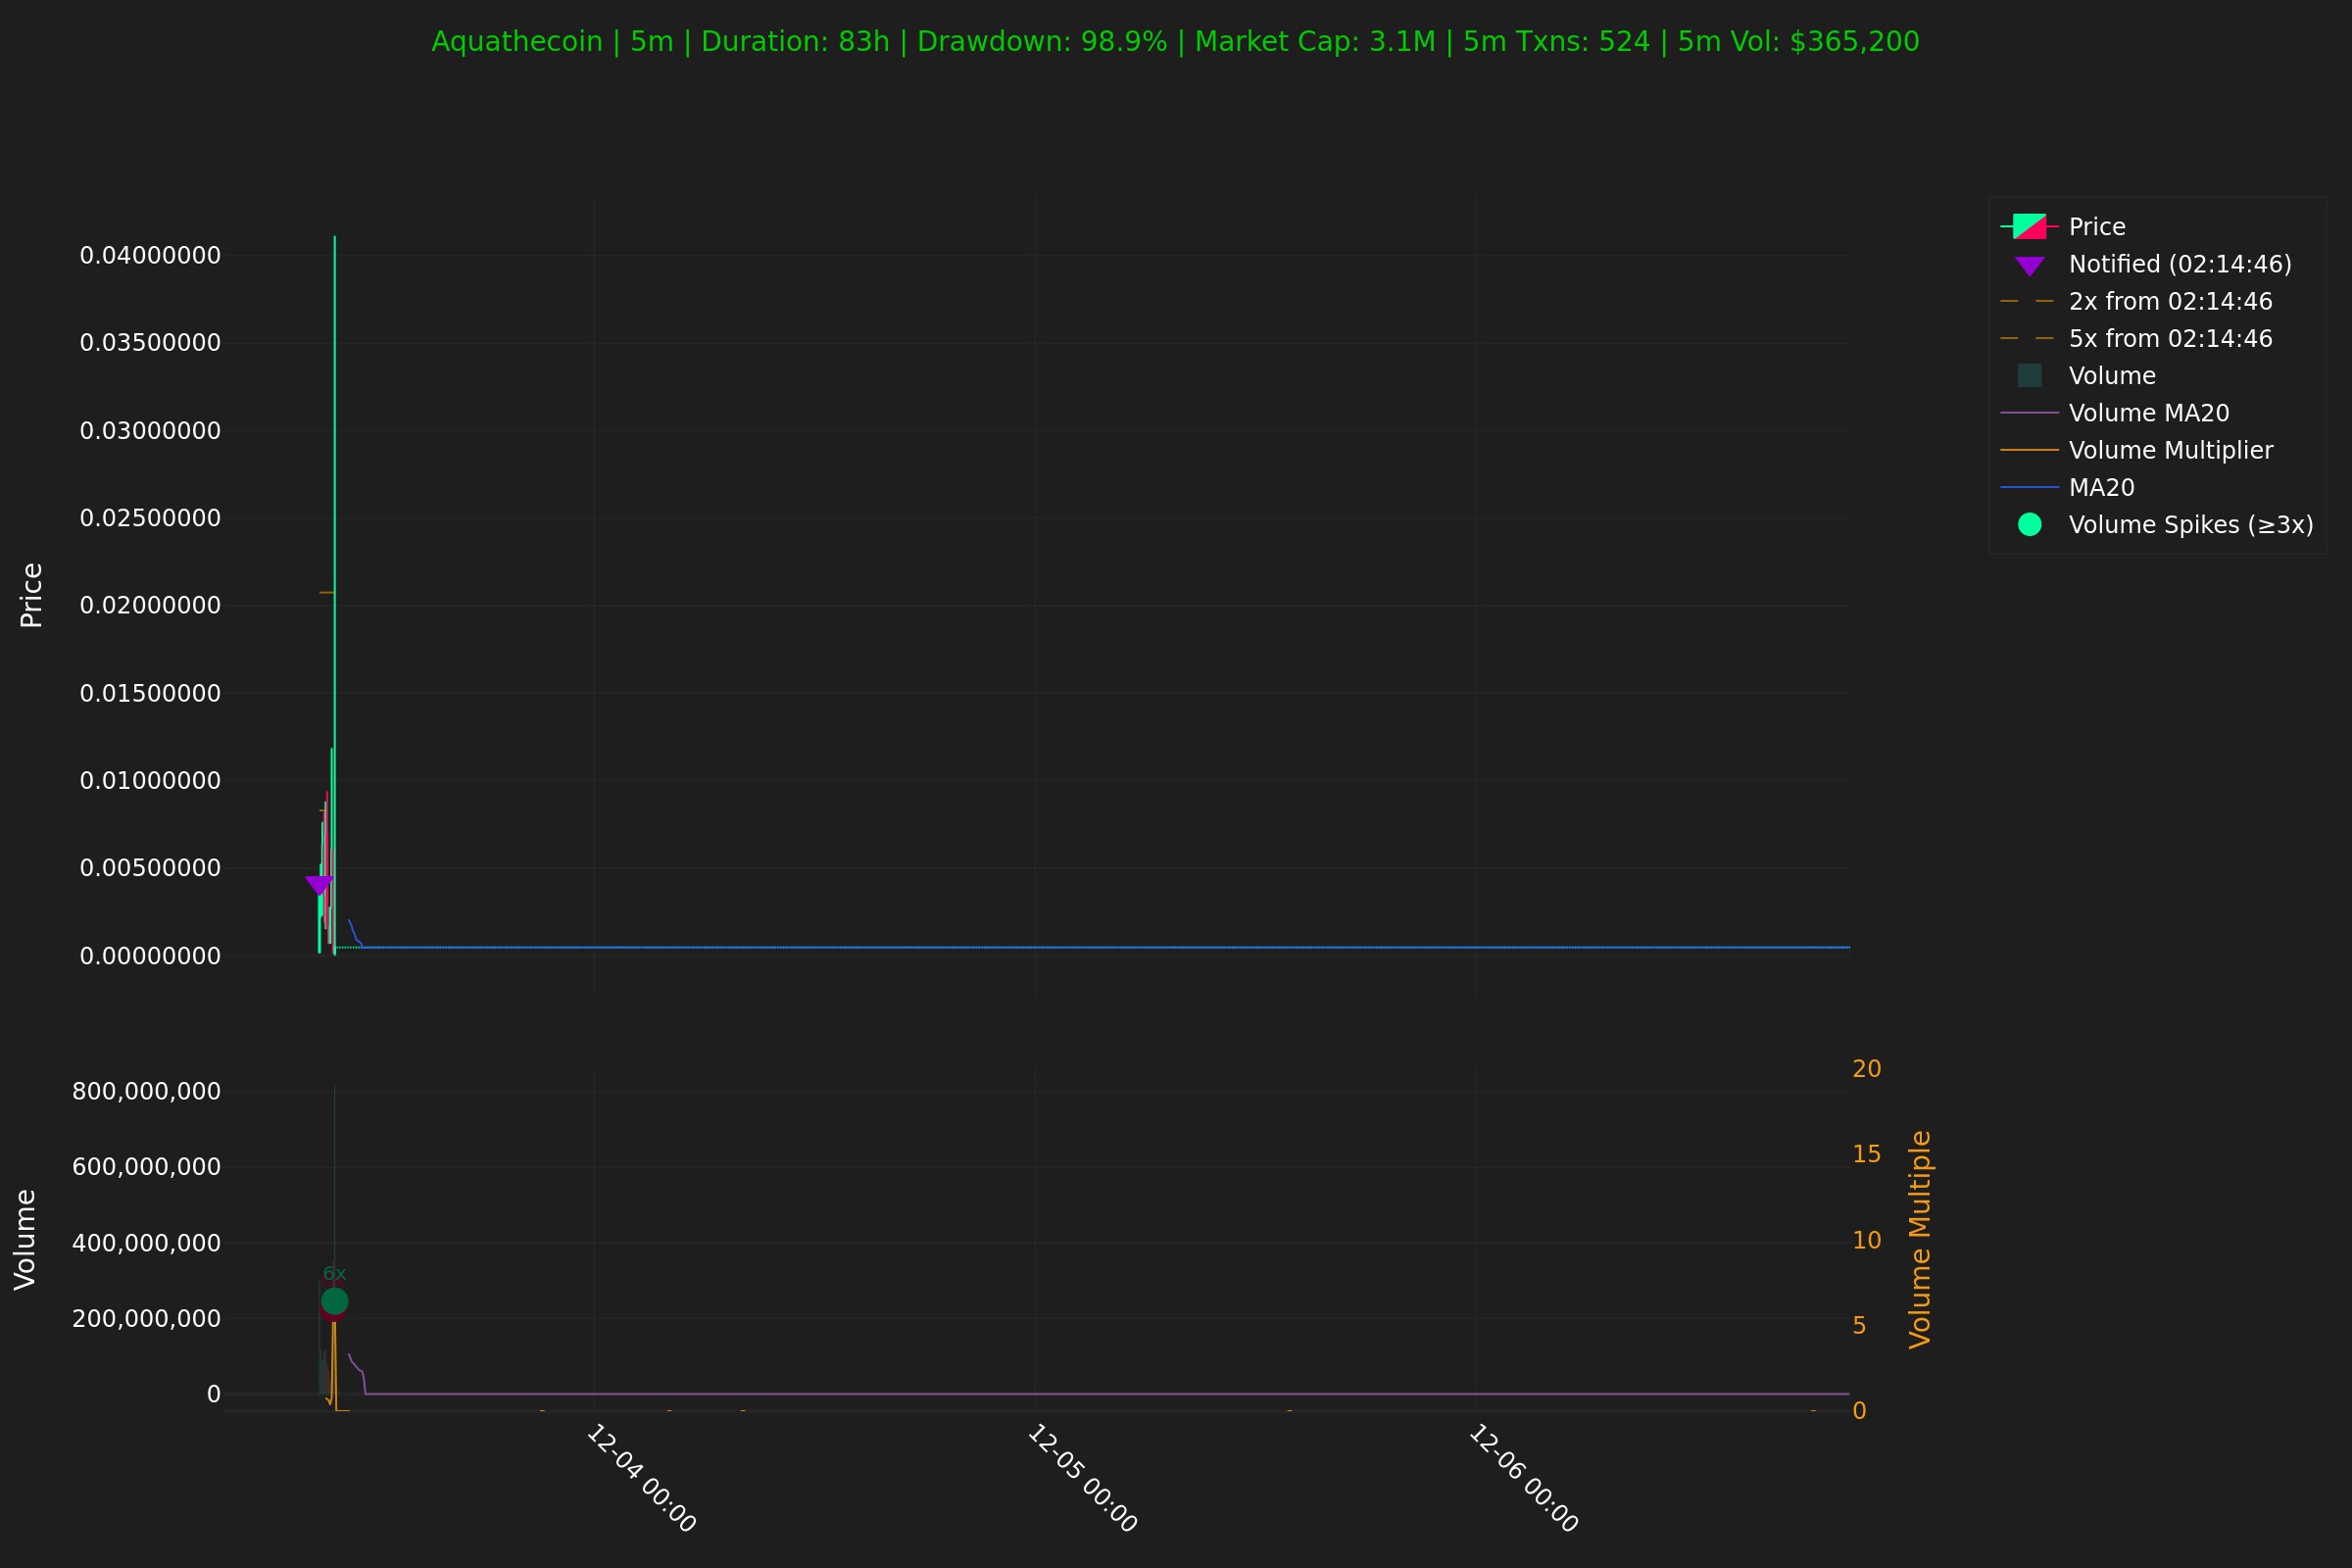 Aquathecoin | 5m | Duration: 83h | Drawdown: 98.9% | Market Cap: 3.1M | 5m Txns: 524 | 5m Vol: $365,200
Price
0.04000000
0.03500000
0.03000000
0.02500000
0.02000000
0.01500000
0.01000000
0.00500000
0.00000000
Price
Notified (02:14:46)
2x from 02:14:46
5x from 02:14:46
Volume
Volume MA20
Volume Multiplier
MA20
Volume Spikes (≥3x)
Volume
800,000,000
600,000,000
400,000,000
200,000,000
0
6x
20
15
10
5
0
Volume Multiple
12-04 00:00
12-05 00:00
12-06 00:00